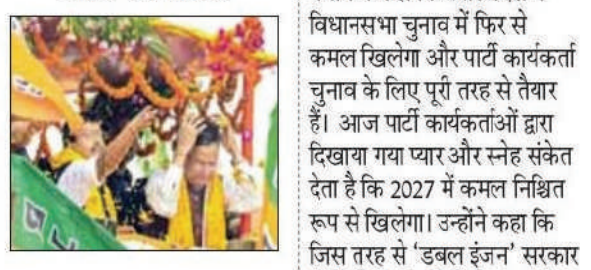 विधानसभा चुनाव में फिर से
कमल खिलेगा और पार्टी कार्यकर्ता
चुनाव के लिए पूरी तरह से तैयार
हैं। आज पार्टी कार्यकर्ताओं द्वारा
दिखाया गया प्यार और स्नेह संकेत
देता है कि 2027 में कमल निश्चित
रूप से खिलेगा। उन्होंने कहा कि
जिस तरह से ‘डबल इंजन’ सरकार